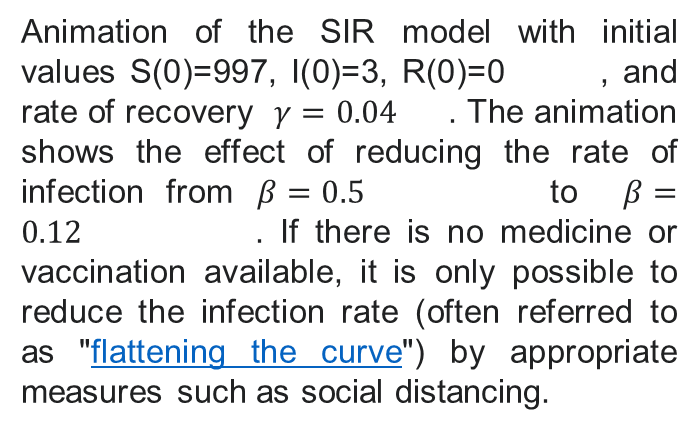 Animation of the SIR model with initial
values S(0)=997, I(0)=3, R(0)=0 , and
rate of recovery γ = 0.04 . The animation
shows the effect of reducing the rate of
infection from β = 0.5 to β =
0.12 . If there is no medicine or
vaccination available, it is only possible to
reduce the infection rate (often referred to
as "flattening the curve") by appropriate
measures such as social distancing.